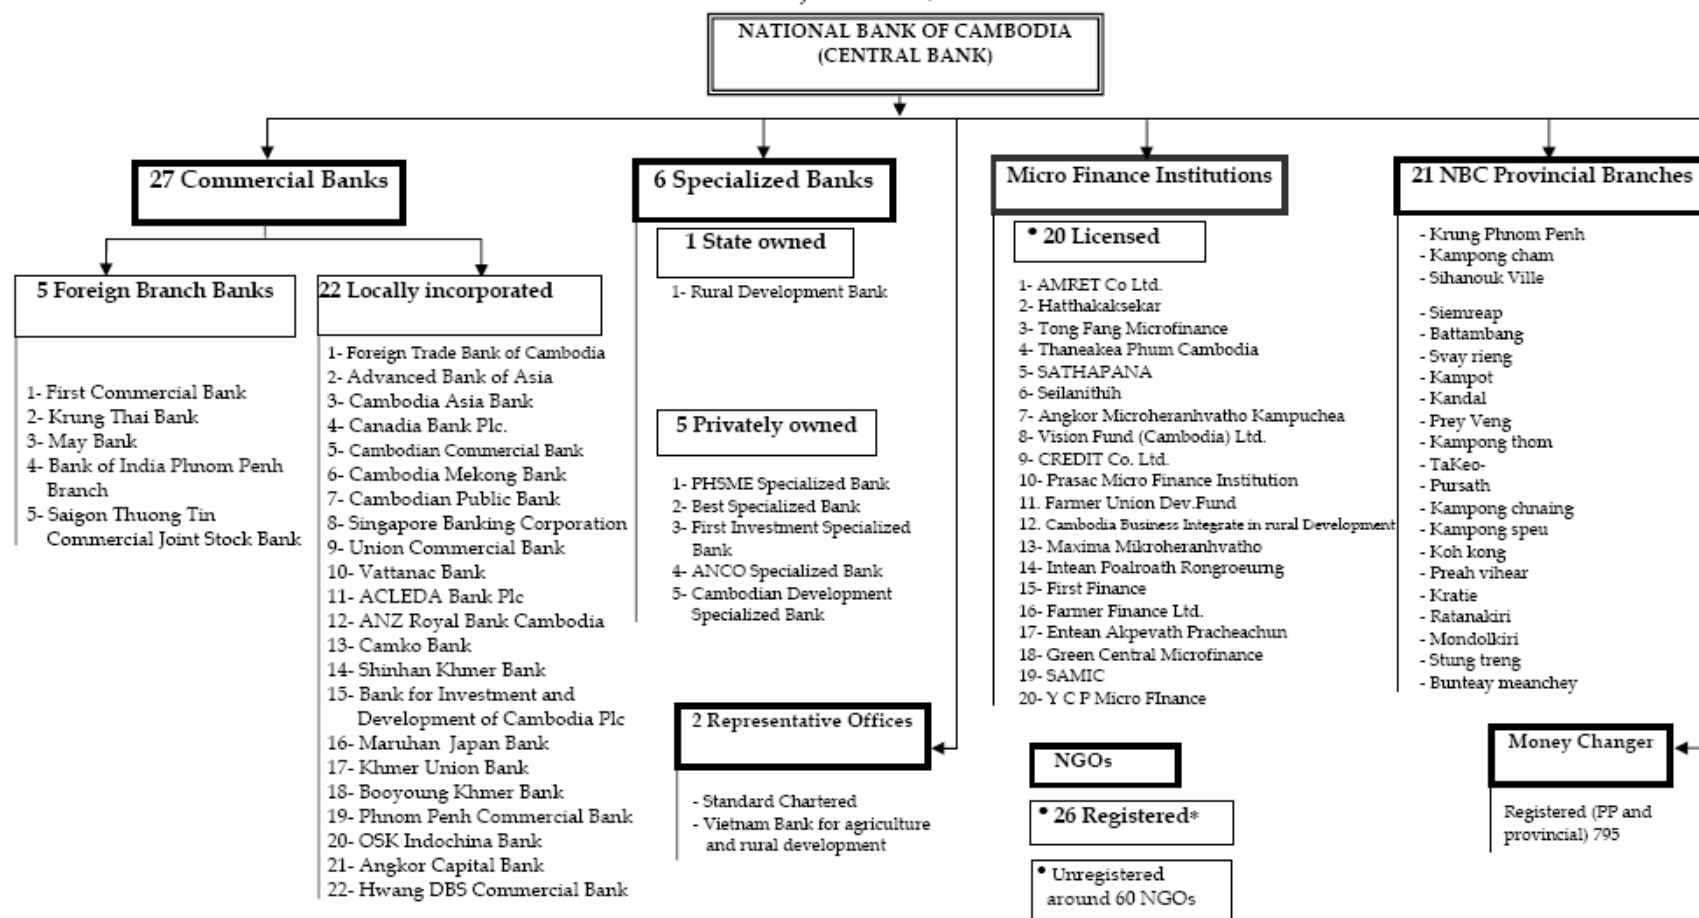 NATIONAL BANK OF CAMBODIA
(CENTRAL BANK)
27 Commercial Banks
5 Foreign Branch Banks
1- First Commercial Bank
2- Krung Thai Bank
3- May Bank
4- Bank of India Phnom Penh
Branch
5- Saigon Thuong Tin
Commercial Joint Stock Bank
22 Locally incorporated
1- Foreign Trade Bank of Cambodia
2- Advanced Bank of Asia
3- Cambodia Asia Bank
4- Canadia Bank Plc.
5- Cambodian Commercial Bank
6- Cambodia Mekong Bank
7- Cambodian Public Bank
8- Singapore Banking Corporation
9- Union Commercial Bank
10- Vattanac Bank
11- ACLEDA Bank Plc
12- ANZ Royal Bank Cambodia
13- Camko Bank
14- Shinhan Khmer Bank
15- Bank for Investment and
Development of Cambodia Plc
16- Maruhan Japan Bank
17- Khmer Union Bank
18- Booyoung Khmer Bank
19- Phnom Penh Commercial Bank
20- OSK Indochina Bank
21- Angkor Capital Bank
22- Hwang DBS Commercial Bank
6 Specialized Banks
1 State owned
1- Rural Development Bank
5 Privately owned
1- PHSME Specialized Bank
2- Best Specialized Bank
3- First Investment Specialized
Bank
4- ANCO Specialized Bank
5- Cambodian Development
Specialized Bank
2 Representative Offices
- Standard Chartered
- Vietnam Bank for agriculture
and rural development
Micro Finance Institutions
• 20 Licensed
1- AMRET Co Ltd.
2- Hatthakaksekar
3- Tong Fang Microfinance
4- Thaneakea Phum Cambodia
5- SATHAPANA
6- Seilanithih
7- Angkor Microheranhvatho Kampuchea
8- Vision Fund (Cambodia) Ltd.
9- CREDIT Co. Ltd.
10- Prasac Micro Finance Institution
11. Farmer Union Dev.Fund
12. Cambodia Business Integrate in rural Development
13- Maxima Mikroheranhvatho
14- Intean Poalroath Rongroeurng
15- First Finance
16- Farmer Finance Ltd.
17- Entean Akpevath Pracheachun
18- Green Central Microfinance
19- SAMIC
20- Y C P Micro FInance
NGOs
• 26 Registered*
• Unregistered
around 60 NGOs
21 NBC Provincial Branches
- Krung Phnom Penh
- Kampong cham
- Sihanouk Ville
- Siemreap
- Battambang
- Svay rieng
- Kampot
- Kandal
- Prey Veng
- Kampong thom
- TaKeo-
- Pursath
- Kampong chnaing
- Kampong speu
- Koh kong
- Preah vihear
- Kratie
- Ratanakiri
- Mondolkiri
- Stung treng
- Bunteay meanchey
Money Changer
Registered (PP and
provincial) 795